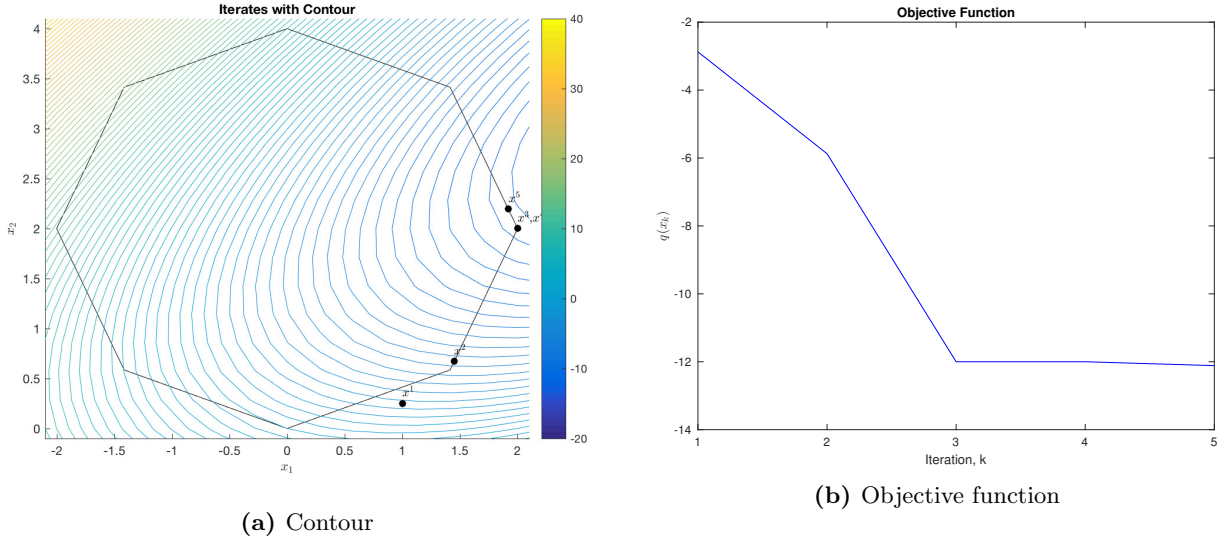 Iterates with Contour
4
3.5
3
2.5
2
1.5
1
0.5
0
x₂
-2 -1.5 -1 -0.5 0 0.5 1 1.5 2
x₁
x⁵
x²
x¹
40
30
20
10
0
-10
-20
(a) Contour
Objective Function
-2
-4
-6
-8
-10
-12
-14
q(xₖ)
1 2 3 4 5
Iteration, k
(b) Objective function